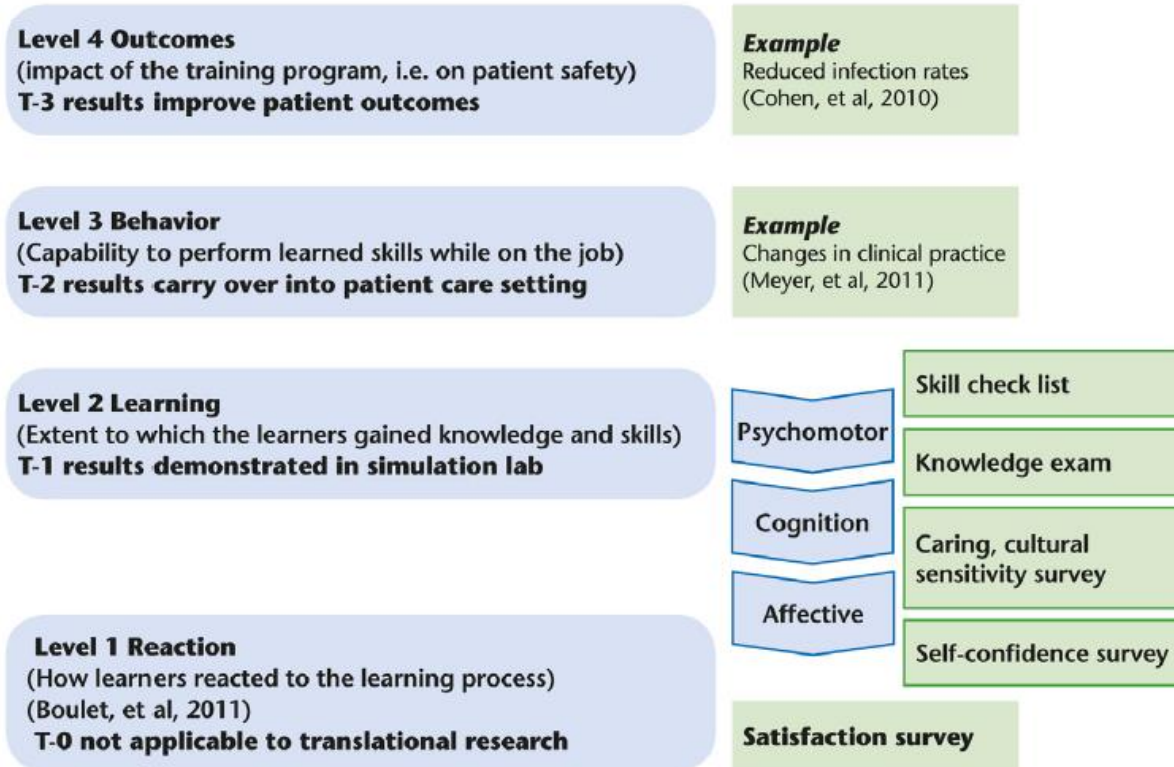 Level 4 Outcomes
(impact of the training program, i.e. on patient safety)
T-3 results improve patient outcomes
Example
Reduced infection rates
(Cohen, et al, 2010)
Level 3 Behavior
(Capability to perform learned skills while on the job)
T-2 results carry over into patient care setting
Example
Changes in clinical practice
(Meyer, et al, 2011)
Level 2 Learning
(Extent to which the learners gained knowledge and skills)
T-1 results demonstrated in simulation lab
Psychomotor
Cognition
Affective
Skill check list
Knowledge exam
Caring, cultural
sensitivity survey
Self-confidence survey
Level 1 Reaction
(How learners reacted to the learning process)
(Boulet, et al, 2011)
T-0 not applicable to translational research
Satisfaction survey